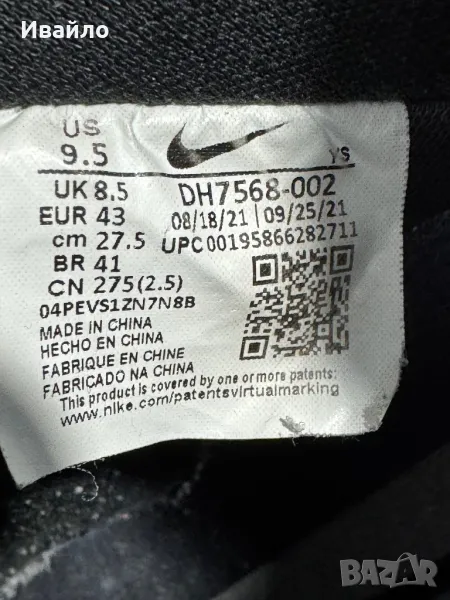 Ивайло
US
9.5
YS
UK 8.5
DH7568-002
EUR 43
08/18/21 | 09/25/21
cm 27.5
UPC00195866282711
BR 41
CN 275(2.5)
04PEVS1ZN7N8B
MADE IN CHINA
HECHO EN CHINA
FABRIQUE EN CHINE
FABRICADO NA CHINA
This product is covered by one or more patents:
www.nike.com/patentsvirtualmarking
BAZAR